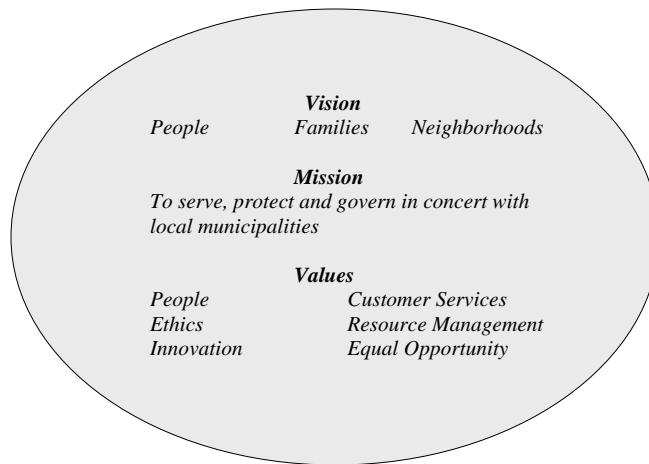 Vision
People Families Neighborhoods
Mission
To serve, protect and govern in concert with
local municipalities
Values
People Customer Services
Ethics Resource Management
Innovation Equal Opportunity